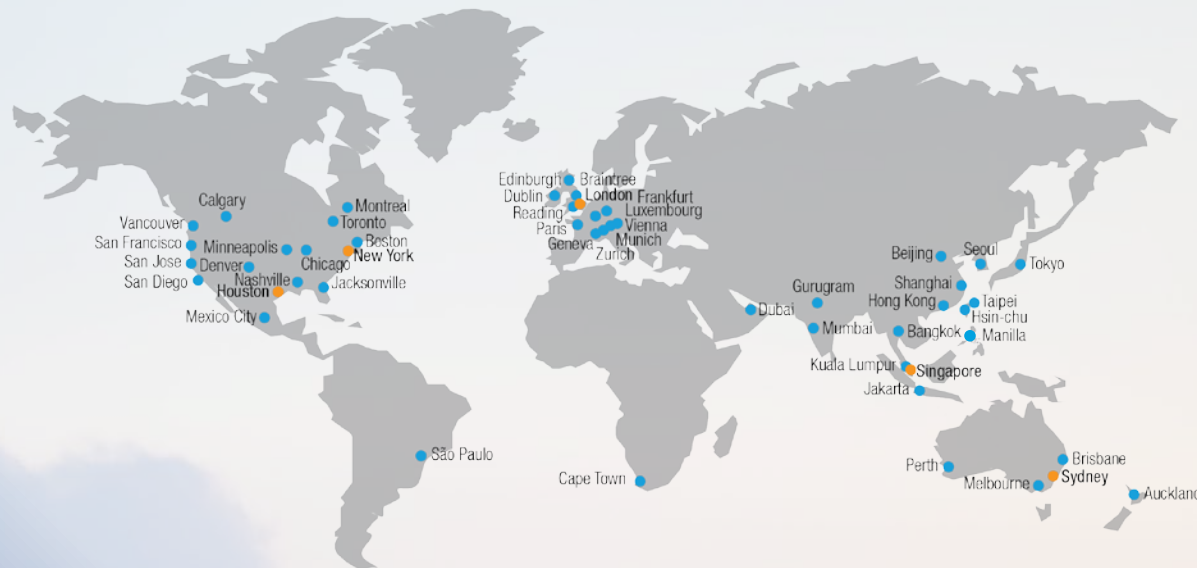 Edinburgh
Braintree
Dublin
London
Frankfurt
Calgary
Montreal
Reading
Luxembourg
Vancouver
Toronto
Paris
Vienna
San Francisco
Minneapolis
Boston
Geneva
Munich
New York
Zurich
San Jose
Denver
Chicago
Beijing
Seoul
Tokyo
San Diego
Nashville
Jacksonville
Houston
Gurugram
Shanghai
Mexico City
Dubai
Hong Kong
Taipei
Hsin-chu
Mumbai
Bangkok
Manilla
Kuala Lumpur
Singapore
Jakarta
São Paulo
Brisbane
Perth
Cape Town
Sydney
Melbourne
Auckland